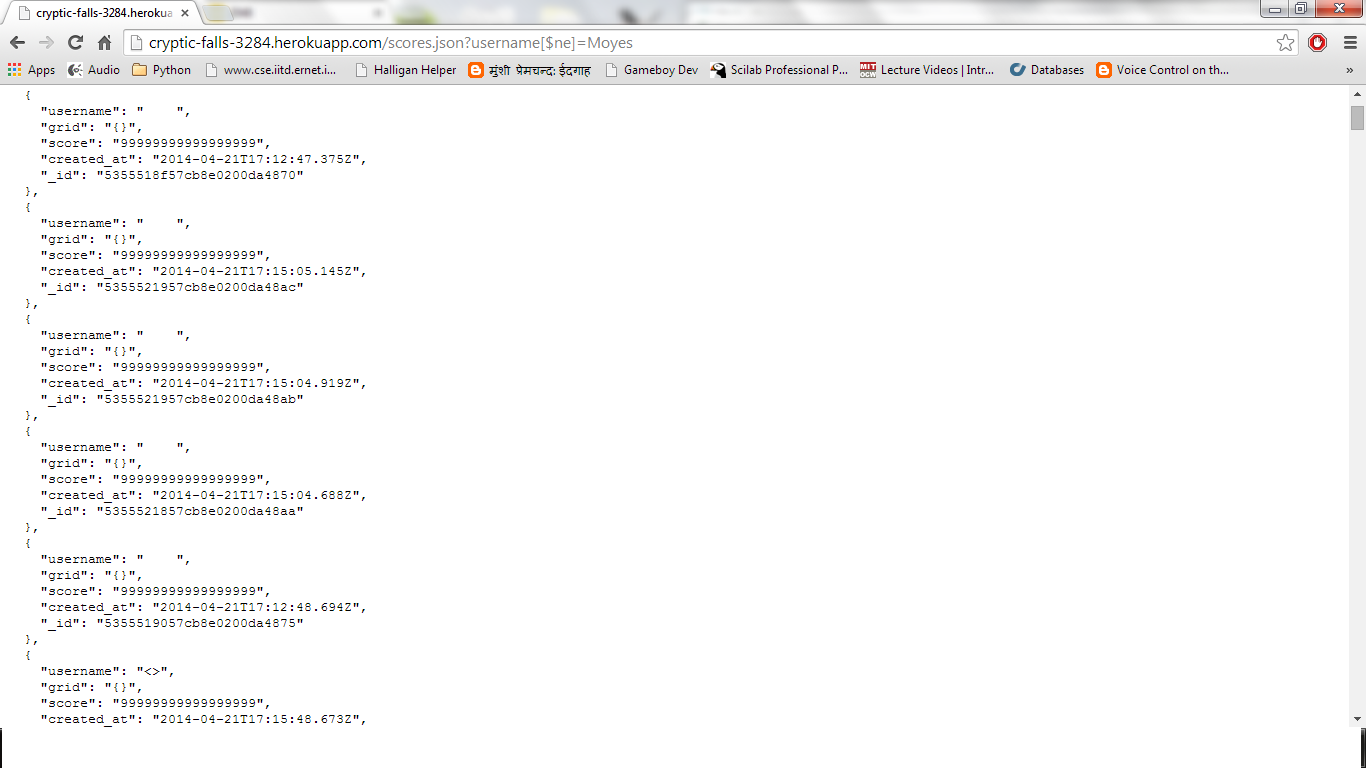 cryptic-falls-3284.herokua
cryptic-falls-3284.herokuapp.com/scores.json?username[$ne]=Moyes
Apps Audio Python www.cse.iitd.ernet.i... Halligan Helper मुंशी प्रेमचन्द: ईदगाह Gameboy Dev Scilab Professional P... MIT OCW Lecture Videos | Intr... Databases Voice Control on th... »
{
"username": "    ",
"grid": "{}",
"score": "99999999999999999",
"created_at": "2014-04-21T17:12:47.375Z",
"_id": "5355518f57cb8e0200da4870"
},
{
"username": "    ",
"grid": "{}",
"score": "99999999999999999",
"created_at": "2014-04-21T17:15:05.145Z",
"_id": "5355521957cb8e0200da48ac"
},
{
"username": "    ",
"grid": "{}",
"score": "99999999999999999",
"created_at": "2014-04-21T17:15:04.919Z",
"_id": "5355521957cb8e0200da48ab"
},
{
"username": "    ",
"grid": "{}",
"score": "99999999999999999",
"created_at": "2014-04-21T17:15:04.688Z",
"_id": "5355521857cb8e0200da48aa"
},
{
"username": "    ",
"grid": "{}",
"score": "99999999999999999",
"created_at": "2014-04-21T17:12:48.694Z",
"_id": "5355519057cb8e0200da4875"
},
{
"username": "<>",
"grid": "{}",
"score": "99999999999999999",
"created_at": "2014-04-21T17:15:48.673Z",